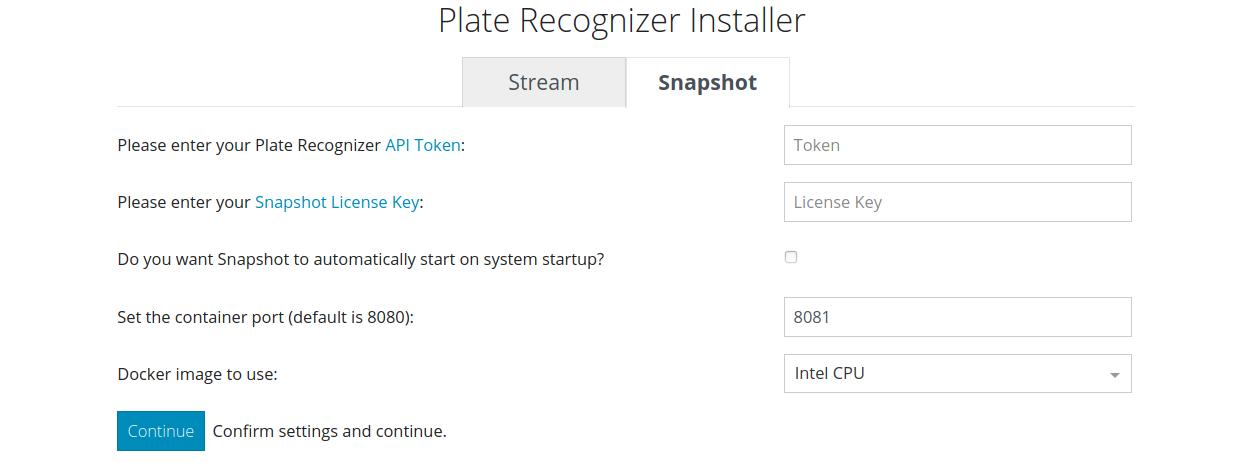 Plate Recognizer Installer
Stream
Snapshot
Please enter your Plate Recognizer API Token:
Token
Please enter your Snapshot License Key:
License Key
Do you want Snapshot to automatically start on system startup?
Set the container port (default is 8080):
8081
Docker image to use:
Intel CPU
Continue
Confirm settings and continue.